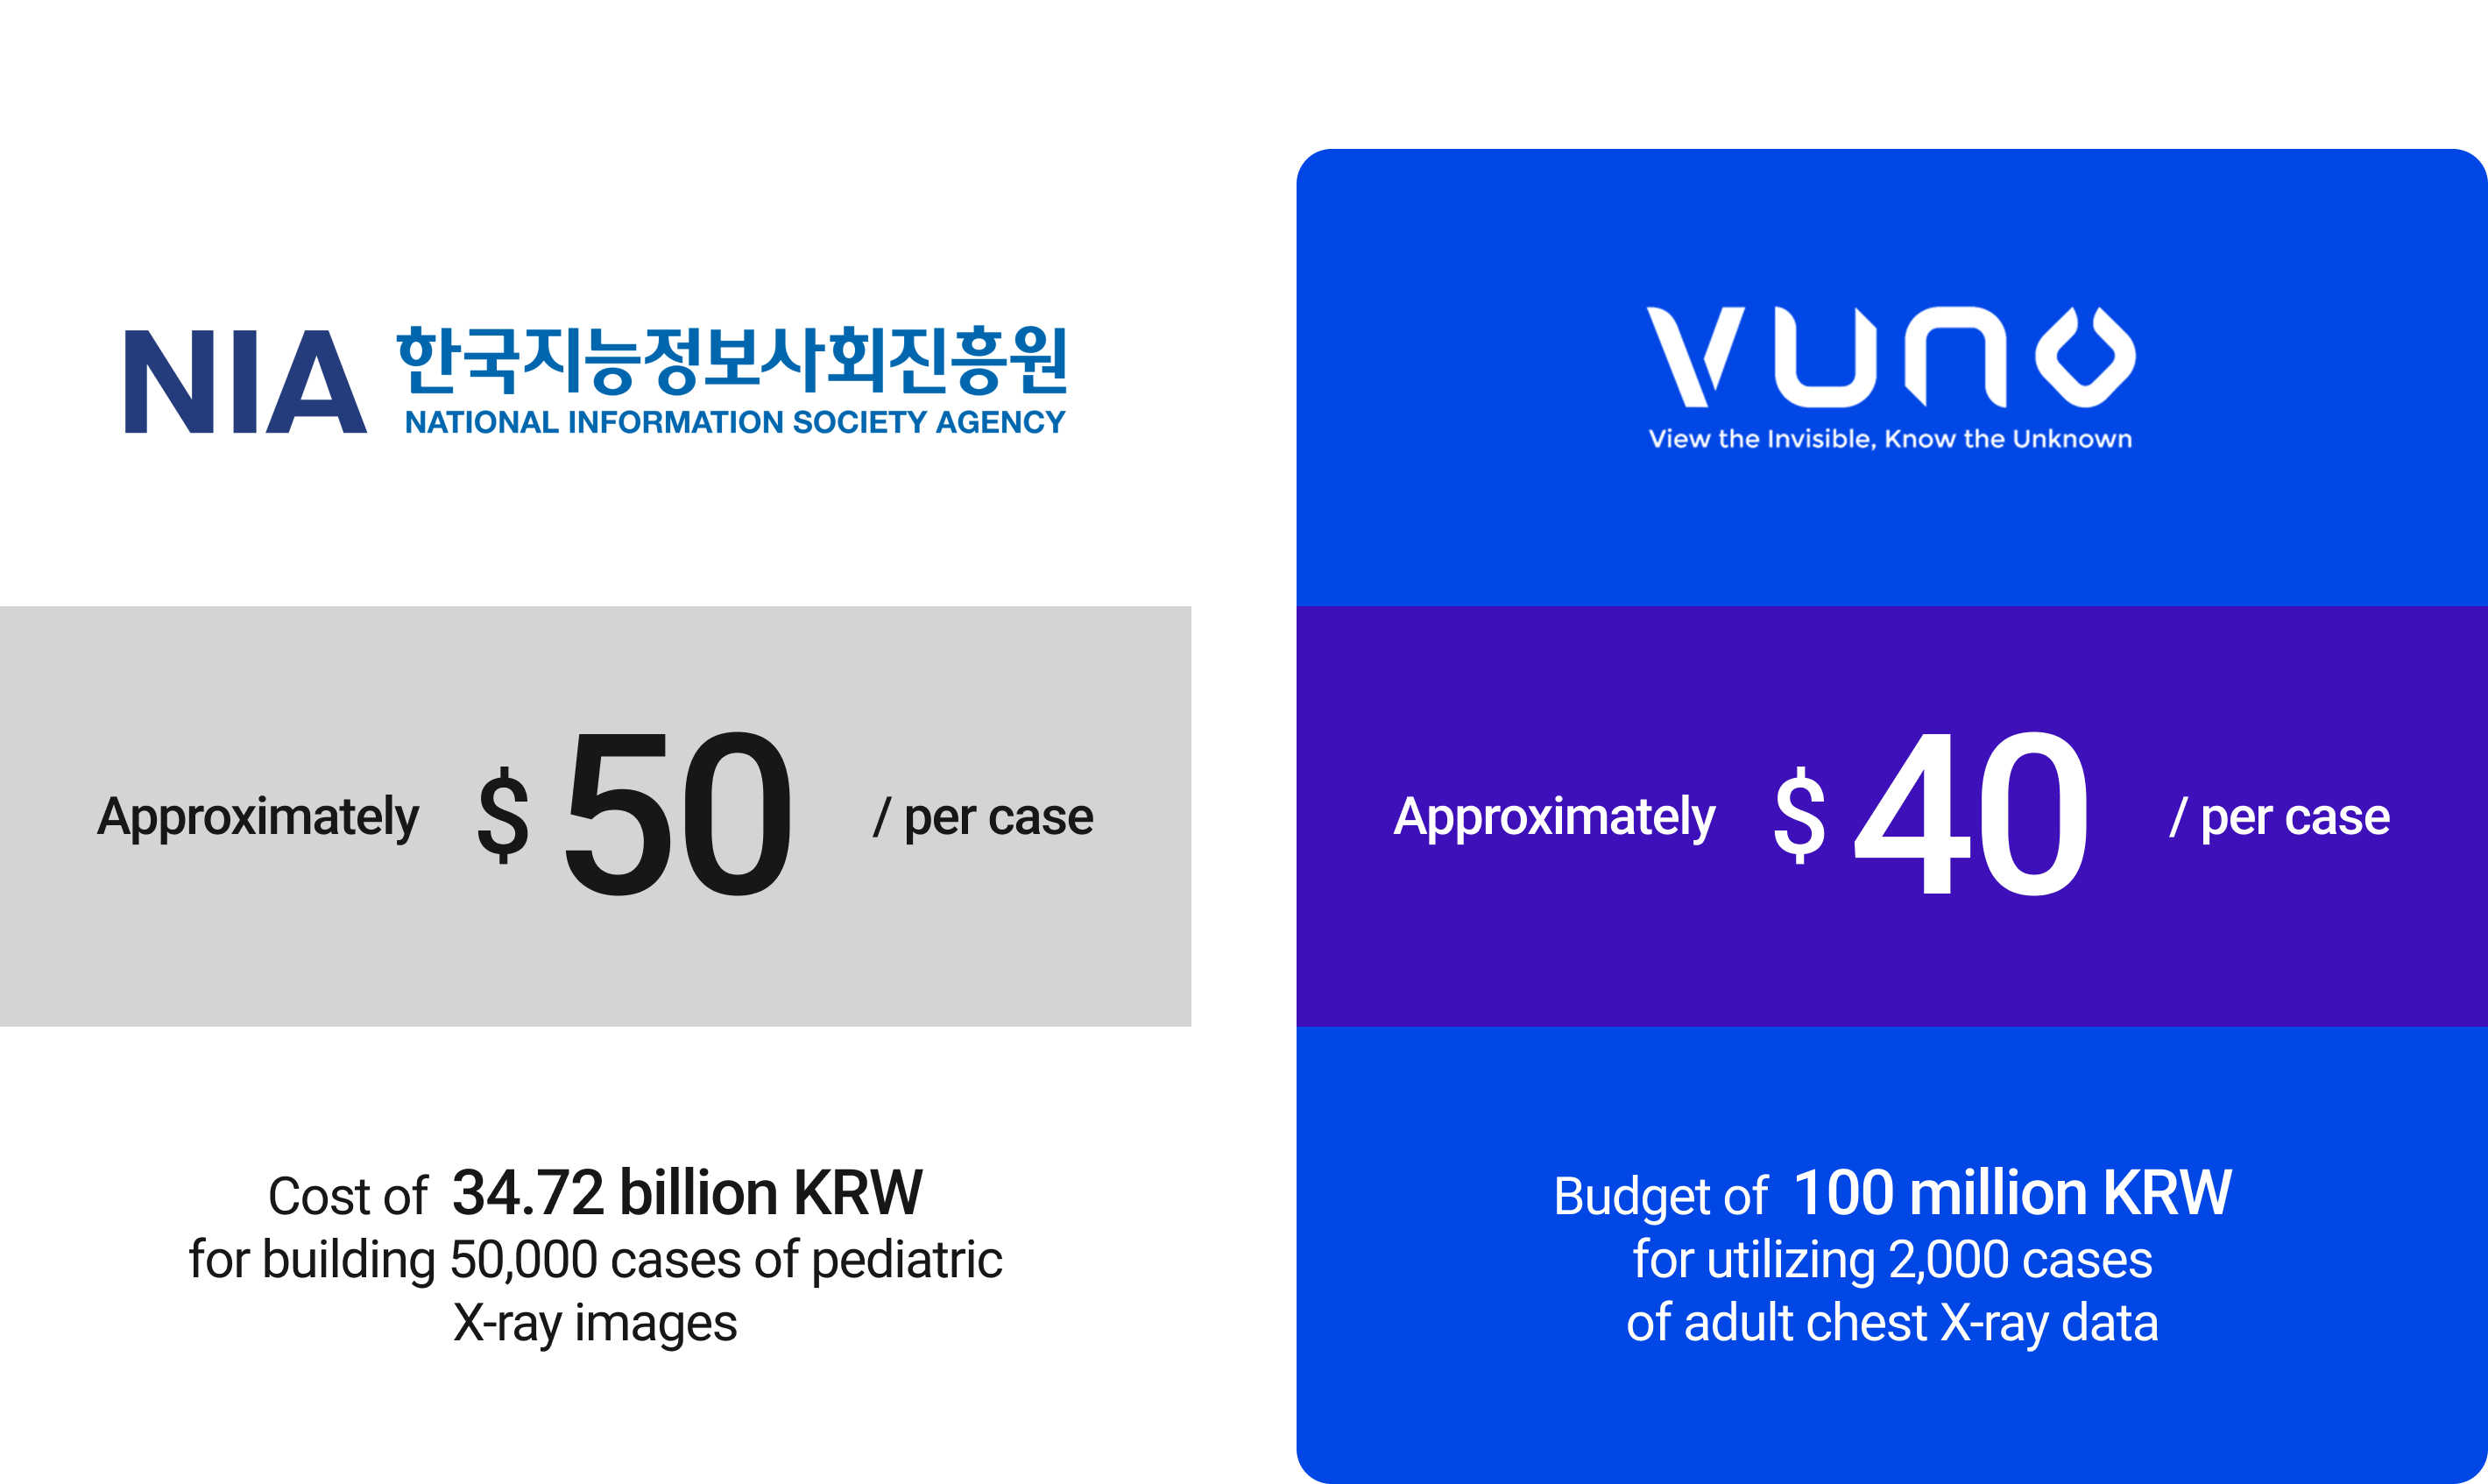 NIA 한국지능정보사회진흥원
NATIONAL INFORMATION SOCIETY AGENCY
Approximately $ 50 / per case
Cost of 34.72 billion KRW
for building 50,000 cases of pediatric
X-ray images
VUNO
View the Invisible, Know the Unknown
Approximately $ 40 / per case
Budget of 100 million KRW
for utilizing 2,000 cases
of adult chest X-ray data